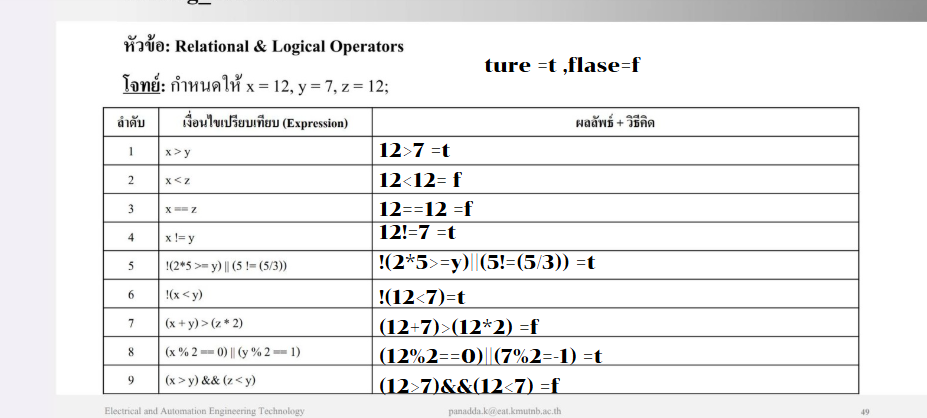 หัวข้อ: Relational & Logical Operators
ture =t ,flase=f
โจทย์: กำหนดให้ x = 12, y = 7, z = 12;
ลำดับ เงื่อนไขเปรียบเทียบ (Expression) ผลลัพธ์ + วิธีคิด
1 x > y 12>7 =t
2 x < z 12<12= f
3 x == z 12==12 =f
4 x != y 12!=7 =t
5 !(2*5 >= y) || (5 != (5/3)) !(2*5>=y)||(5!=(5/3)) =t
6 !(x < y) !(12<7)=t
7 (x + y) > (z * 2) (12+7)>(12*2) =f
8 (x % 2 == 0) || (y % 2 == 1) (12%2==0)||(7%2=-1) =t
9 (x > y) && (z < y) (12>7)&&(12<7) =f
Electrical and Automation Engineering Technology panadda.k@eat.kmutnb.ac.th 49